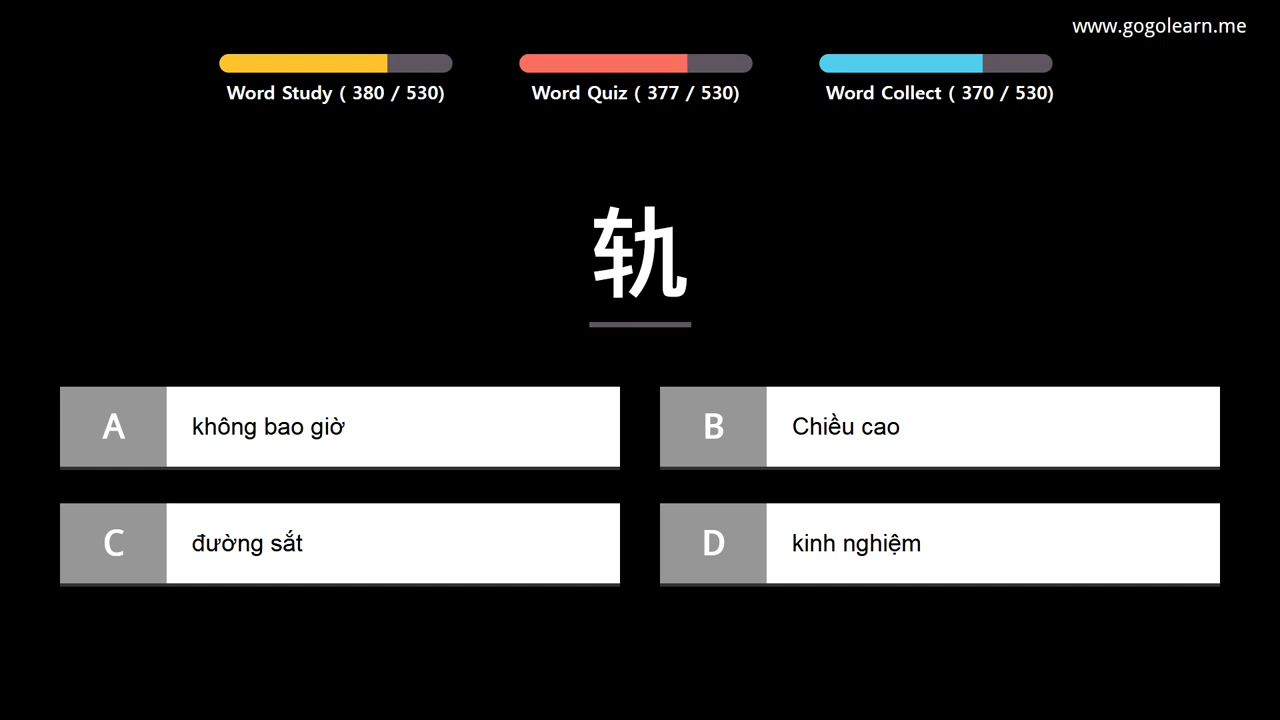 www.gogolearn.me
Word Study ( 380 / 530)
Word Quiz ( 377 / 530)
Word Collect ( 370 / 530)
轨
A không bao giờ
B Chiều cao
C đường sắt
D kinh nghiệm